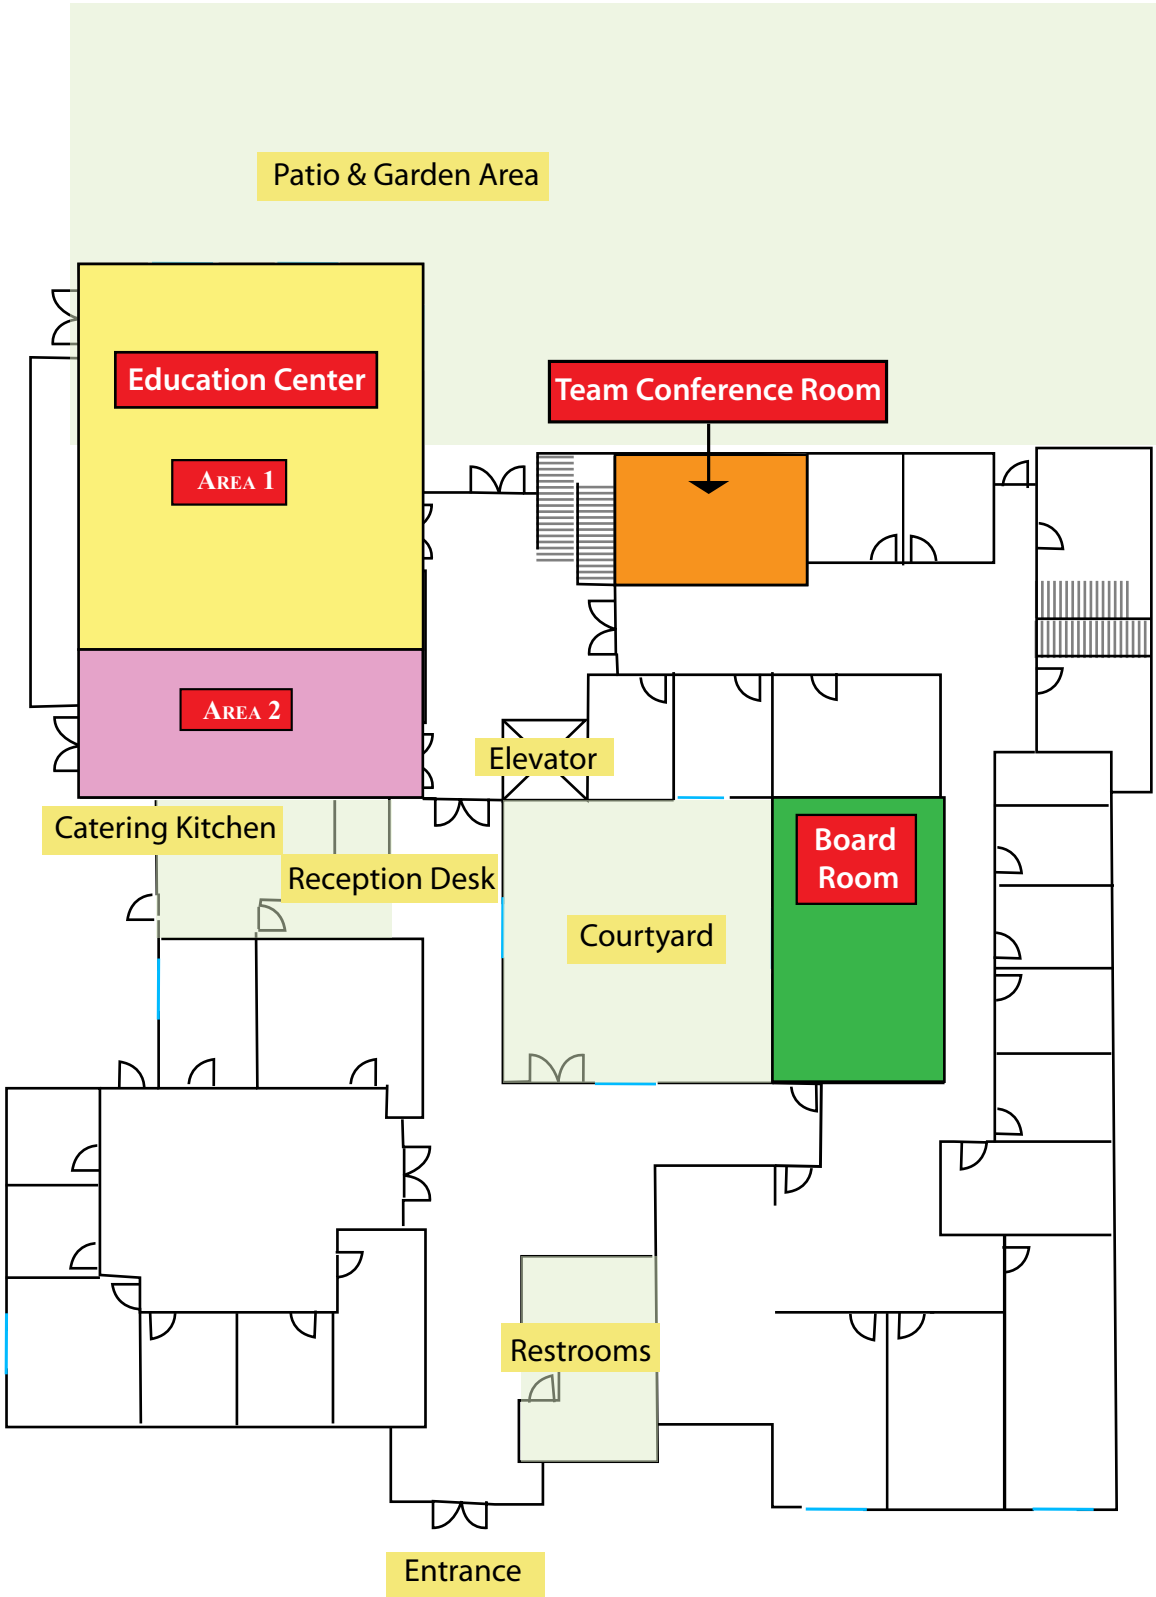 Patio & Garden Area
Education Center
Team Conference Room
AREA 1
AREA 2
Elevator
Catering Kitchen
Board
Room
Reception Desk
Courtyard
Restrooms
Entrance